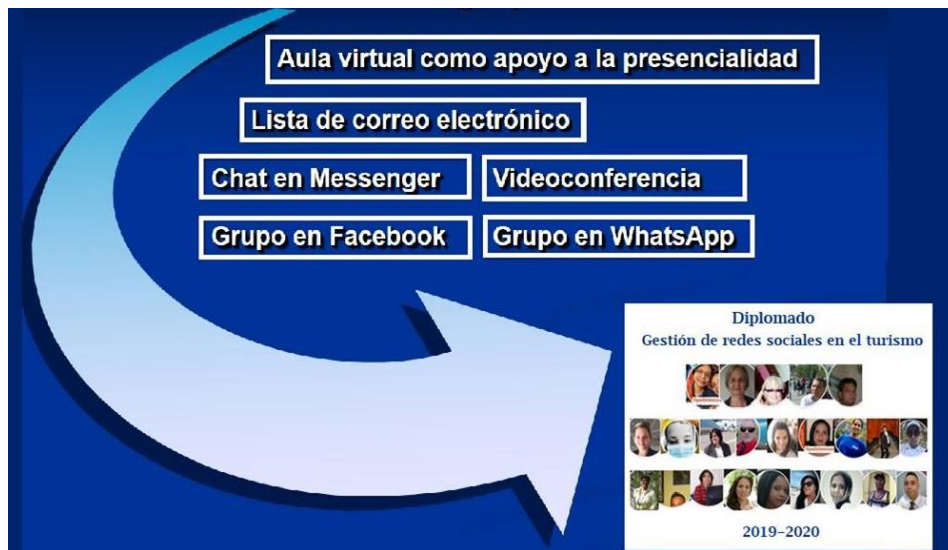 Aula virtual como apoyo a la presencialidad
Lista de correo electrónico
Chat en Messenger
Videoconferencia
Grupo en Facebook
Grupo en WhatsApp
Diplomado
Gestión de redes sociales en el turismo
2019-2020